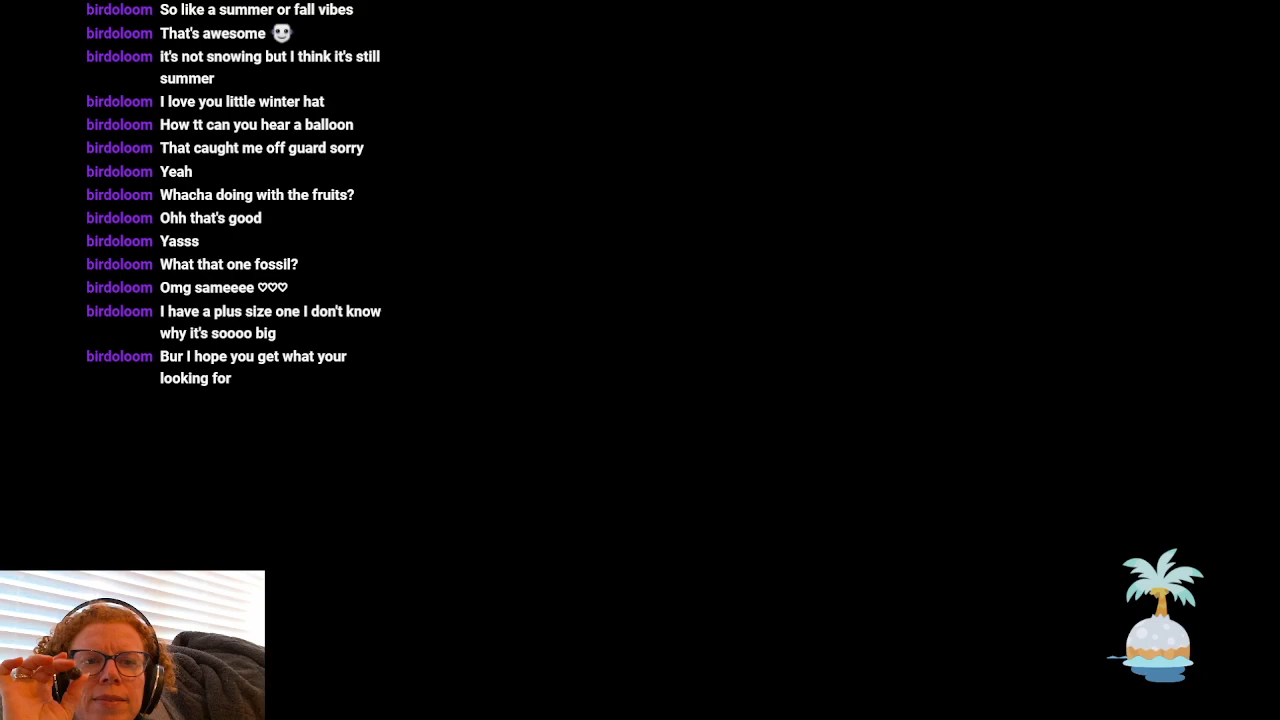 birdoloom So like a summer or fall vibes
birdoloom That's awesome
birdoloom it's not snowing but I think it's still
summer
birdoloom I love you little winter hat
birdoloom How tt can you hear a balloon
birdoloom That caught me off guard sorry
birdoloom Yeah
birdoloom Whacha doing with the fruits?
birdoloom Ohh that's good
birdoloom Yasss
birdoloom What that one fossil?
birdoloom Omg sameeee ♡♡♡
birdoloom I have a plus size one I don't know
why it's soooo big
birdoloom Bur I hope you get what your
looking for